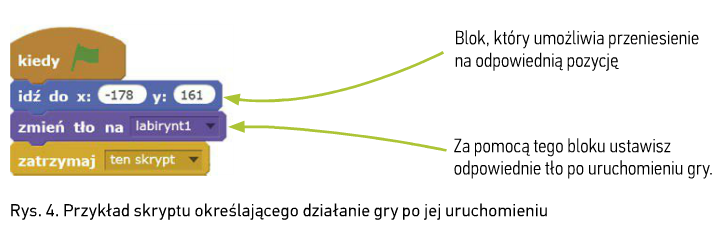 kiedy
idź do x: -178 y: 161
zmień tło na labirynt1
zatrzymaj ten skrypt
Blok, który umożliwia przeniesienie
na odpowiednią pozycję
Za pomocą tego bloku ustawisz
odpowiednie tło po uruchomieniu gry.
Rys. 4. Przykład skryptu określającego działanie gry po jej uruchomieniu